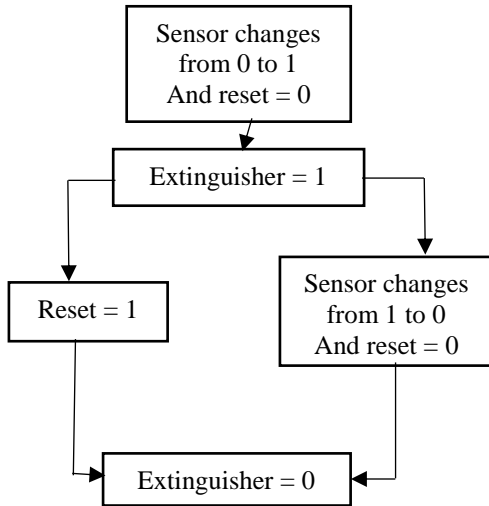 Sensor changes
from 0 to 1
And reset = 0
Extinguisher = 1
Reset = 1
Sensor changes
from 1 to 0
And reset = 0
Extinguisher = 0